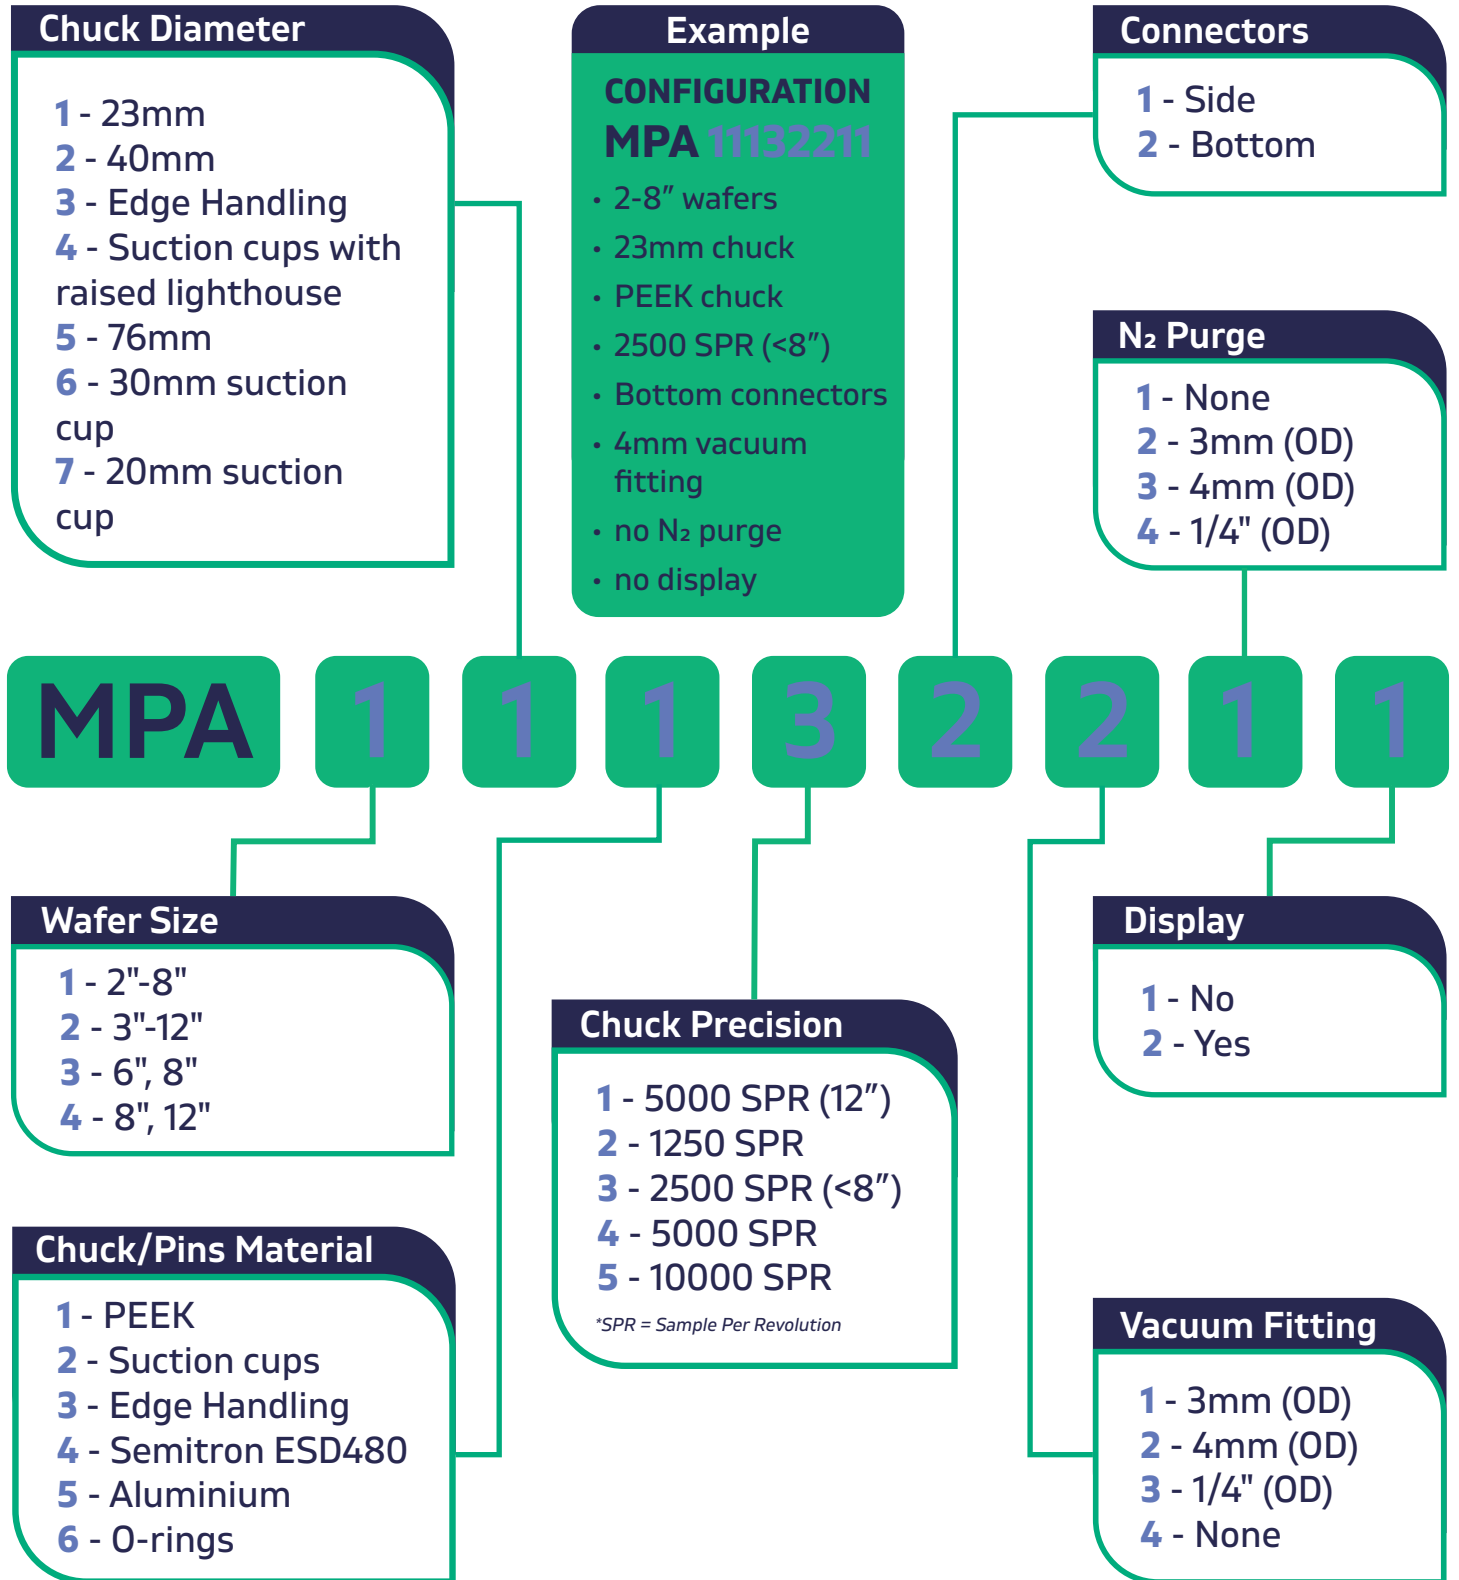 Chuck Diameter
1 - 23mm
2 - 40mm
3 - Edge Handling
4 - Suction cups with
raised lighthouse
5 - 76mm
6 - 30mm suction
cup
7 - 20mm suction
cup
Example
CONFIGURATION
MPA 11132211
• 2-8″ wafers
• 23mm chuck
• PEEK chuck
• 2500 SPR (<8″)
• Bottom connectors
• 4mm vacuum
fitting
• no N₂ purge
• no display
Connectors
1 - Side
2 - Bottom
N₂ Purge
1 - None
2 - 3mm (OD)
3 - 4mm (OD)
4 - 1/4" (OD)
MPA 1 1 1 3 2 2 1 1
Wafer Size
1 - 2"-8"
2 - 3"-12"
3 - 6", 8"
4 - 8", 12"
Chuck/Pins Material
1 - PEEK
2 - Suction cups
3 - Edge Handling
4 - Semitron ESD480
5 - Aluminium
6 - O-rings
Chuck Precision
1 - 5000 SPR (12″)
2 - 1250 SPR
3 - 2500 SPR (<8″)
4 - 5000 SPR
5 - 10000 SPR
*SPR = Sample Per Revolution
Display
1 - No
2 - Yes
Vacuum Fitting
1 - 3mm (OD)
2 - 4mm (OD)
3 - 1/4" (OD)
4 - None